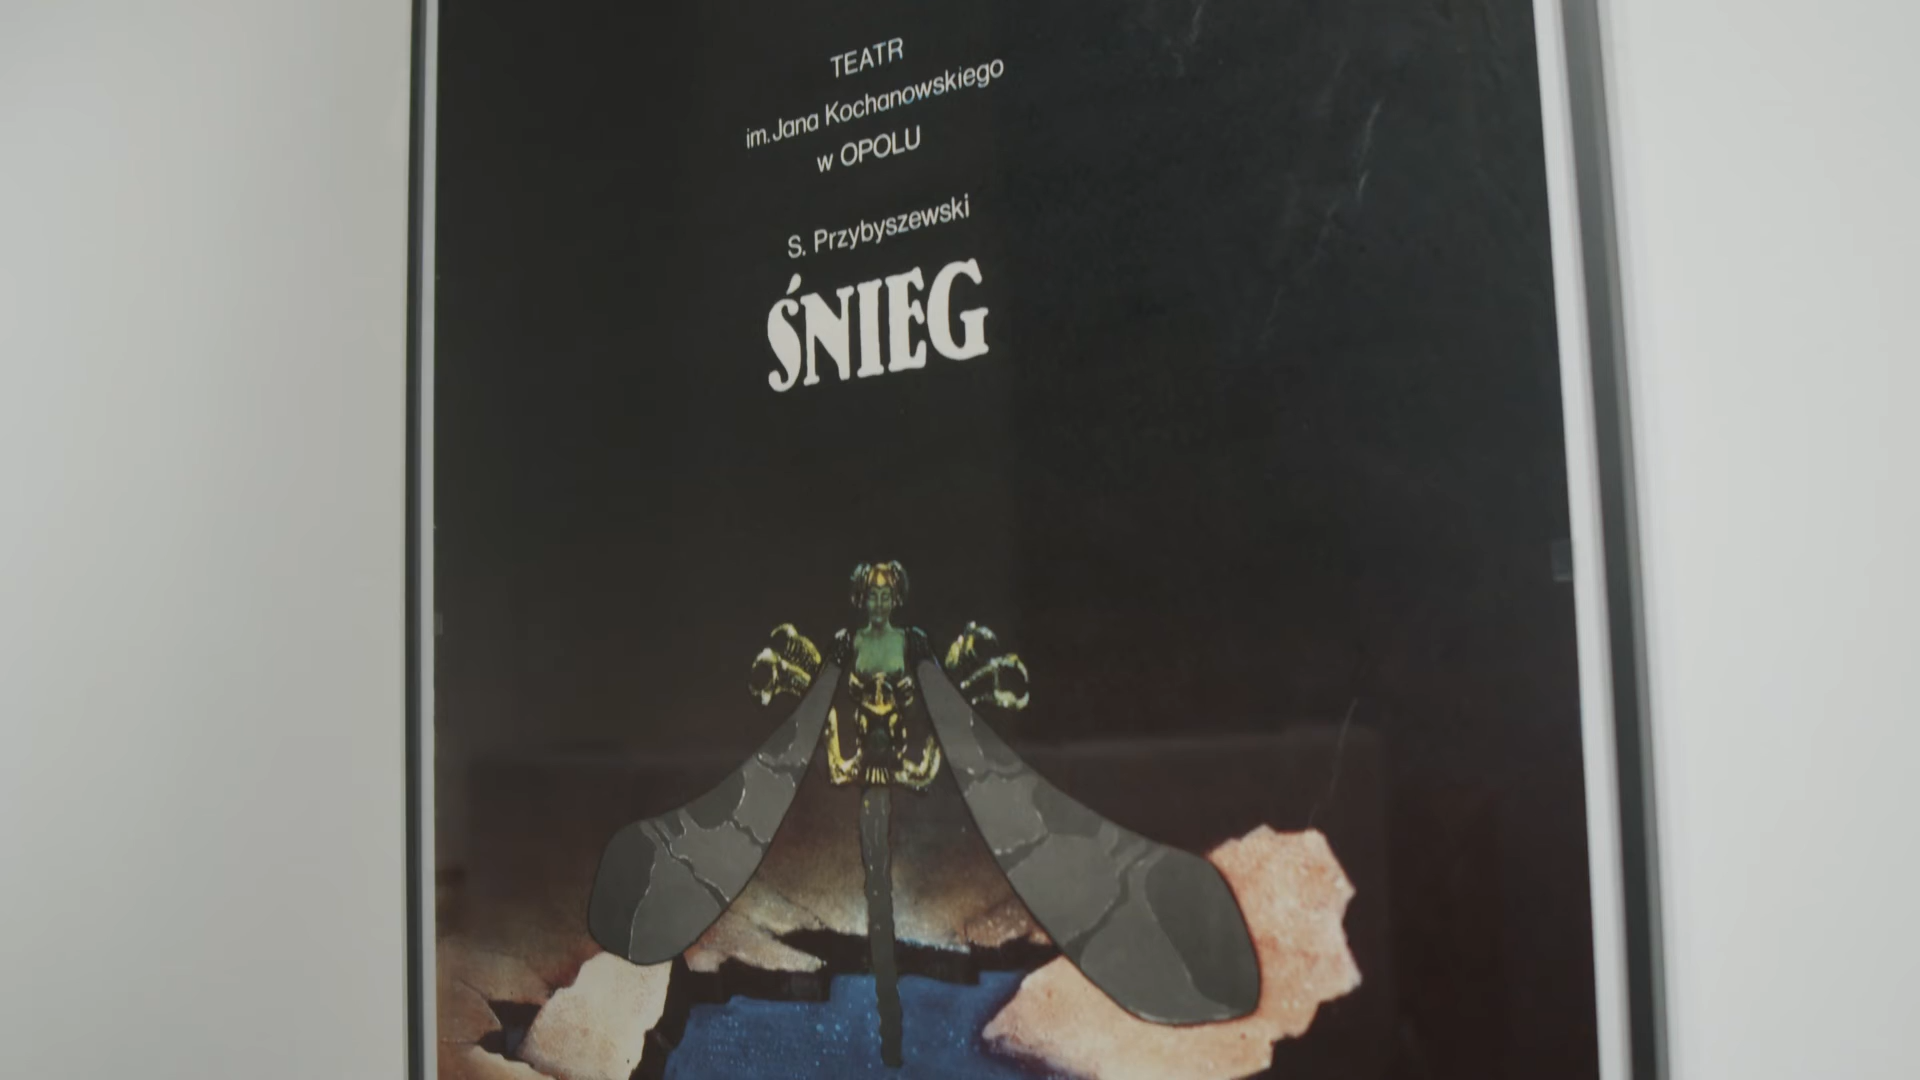 TEATR
im. Jana Kochanowskiego
w OPOLU
S. Przybyszewski
ŚNIEG